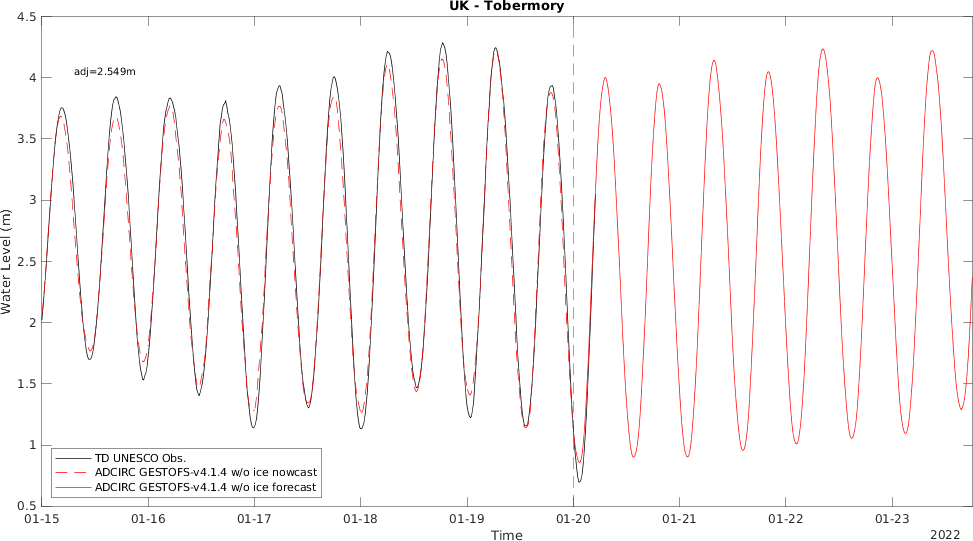 UK - Tobermory
4.5
4
3.5
3
2.5
2
1.5
1
0.5
Water Level (m)
adj=2.549m
TD UNESCO Obs.
ADCIRC GESTOFS-v4.1.4 w/o ice nowcast
ADCIRC GESTOFS-v4.1.4 w/o ice forecast
01-15 01-16 01-17 01-18 01-19 01-20 01-21 01-22 01-23
Time
2022